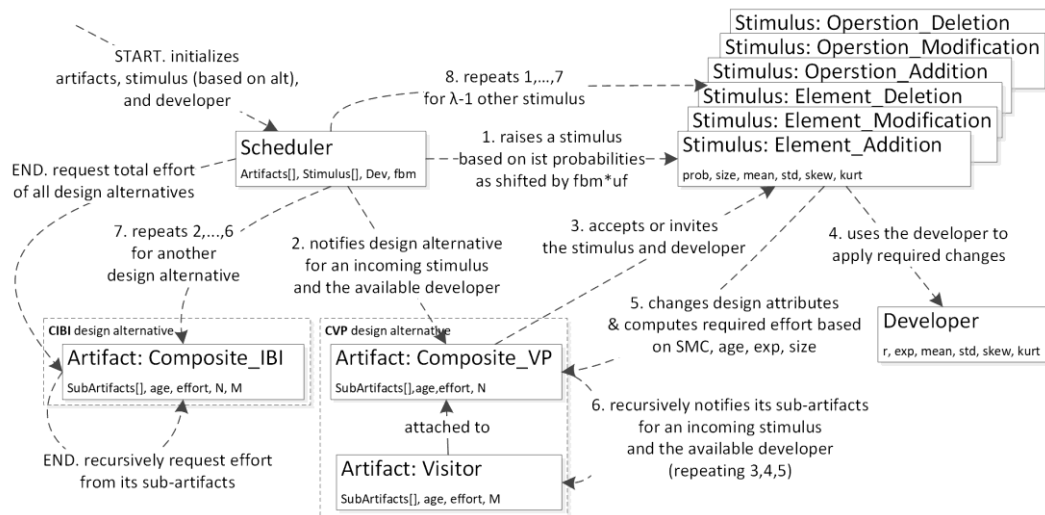 START. initializes
artifacts, stimulus (based on alt),
and developer
8. repeats 1,...,7
for λ-1 other stimulus
Stimulus: Operstion_Deletion
Stimulus: Operstion_Modification
Stimulus: Operstion_Addition
Stimulus: Element_Deletion
Stimulus: Element_Modification
Stimulus: Element_Addition
prob, size, mean, std, skew, kurt
Scheduler
Artifacts[], Stimulus[], Dev, fbm
1. raises a stimulus
based on ist probabilities
as shifted by fbm*uf
END. request total effort
of all design alternatives
7. repeats 2,...,6
for another
design alternative
2. notifies design alternative
for an incoming stimulus
and the available developer
3. accepts or invites
the stimulus and developer
4. uses the developer to
apply required changes
5. changes design attributes
& computes required effort based
on SMC, age, exp, size
Developer
r, exp, mean, std, skew, kurt
CIBI design alternative
Artifact: Composite_IBI
SubArtifacts[], age, effort, N, M
CVP design alternative
Artifact: Composite_VP
SubArtifacts[],age,effort, N
attached to
Artifact: Visitor
SubArtifacts[], age, effort, M
6. recursively notifies its sub-artifacts
for an incoming stimulus
and the available developer
(repeating 3,4,5)
END. recursively request effort
from its sub-artifacts